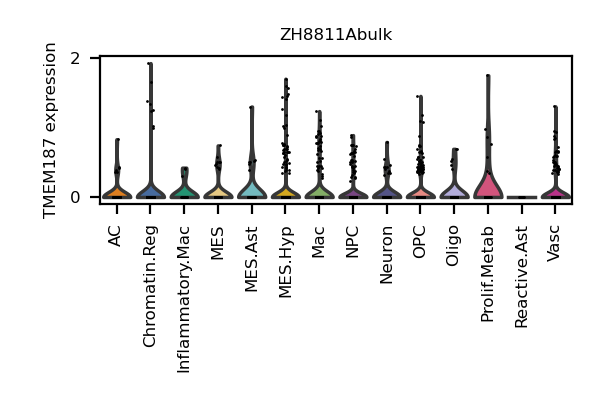 ZH8811Abulk
TMEM187 expression
2
0
AC
Chromatin.Reg
Inflammatory.Mac
MES
MES.Ast
MES.Hyp
Mac
NPC
Neuron
OPC
Oligo
Prolif.Metab
Reactive.Ast
Vasc